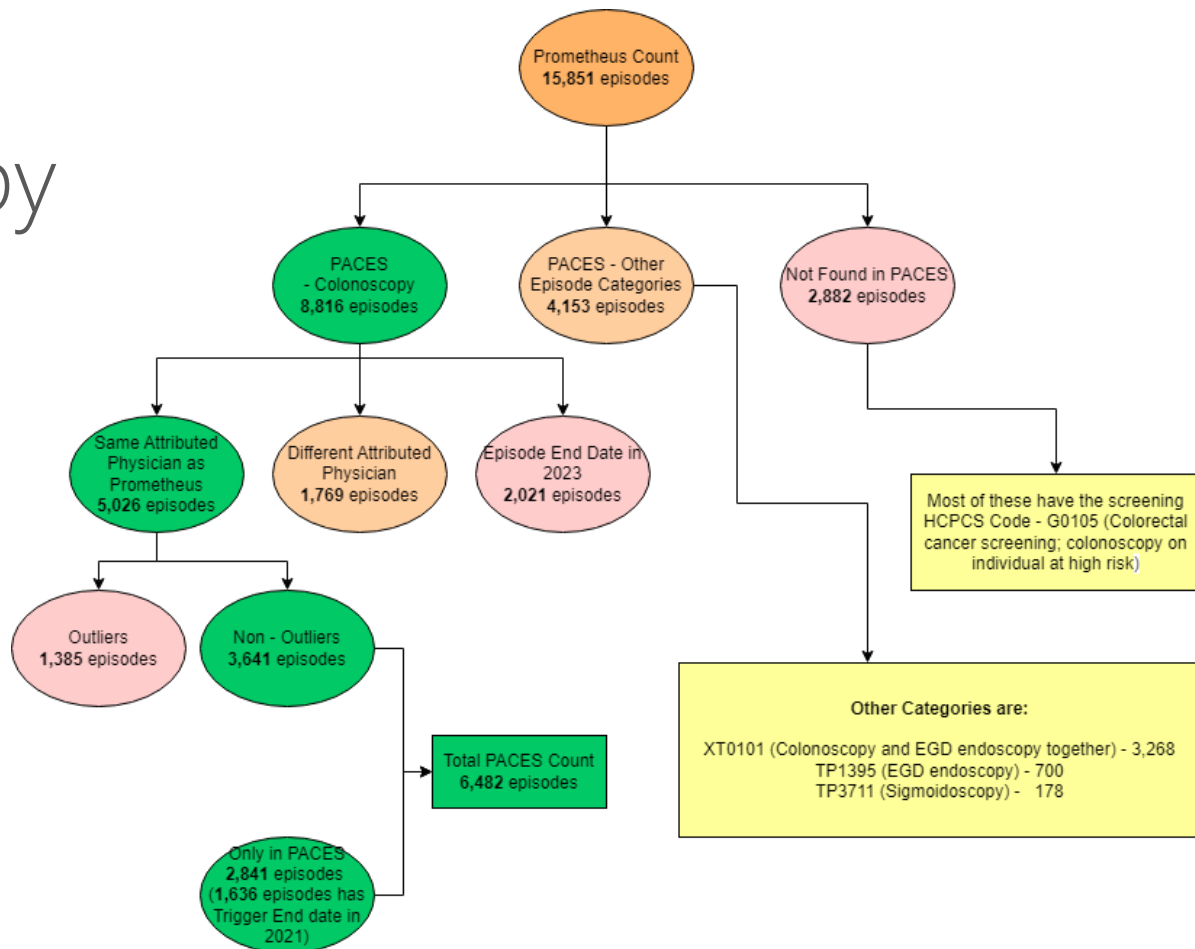 Prometheus Count
15,851 episodes
py
PACES
- Colonoscopy
8,816 episodes
PACES - Other
Episode Categories
4,153 episodes
Not Found in PACES
2,882 episodes
Same Attributed
Physician as
Prometheus
5,026 episodes
Different Attributed
Physician
1,769 episodes
Episode End Date in
2023
2,021 episodes
Most of these have the screening
HCPCS Code - G0105 (Colorectal
cancer screening; colonoscopy on
individual at high risk)
Outliers
1,385 episodes
Non - Outliers
3,641 episodes
Other Categories are:
XT0101 (Colonoscopy and EGD endoscopy together) - 3,268
TP1395 (EGD endoscopy) - 700
TP3711 (Sigmoidoscopy) - 178
Total PACES Count
6,482 episodes
Only in PACES
2,841 episodes
(1,636 episodes has
Trigger End date in
2021)